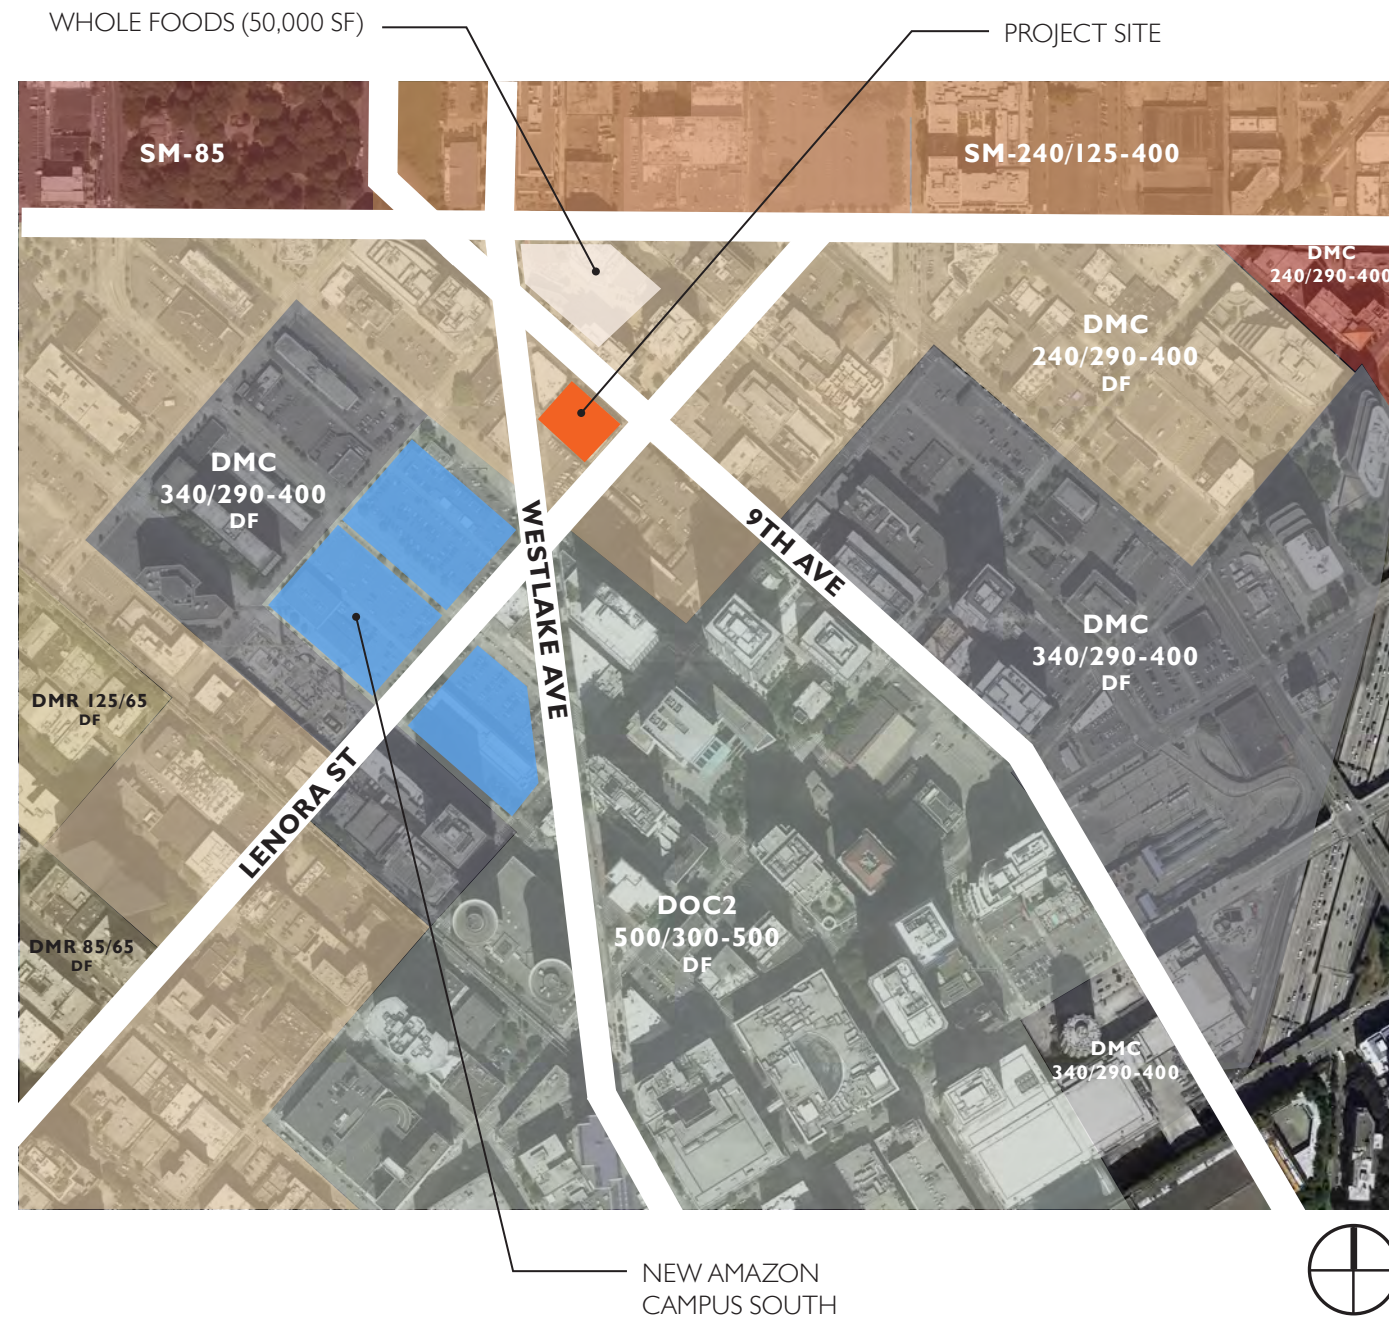 WHOLE FOODS (50,000 SF)
PROJECT SITE
SM-85
SM-240/125-400
DMC
240/290-400
DMC
240/290-400
DF
DMC
340/290-400
DF
WESTLAKE AVE
9TH AVE
DMC
340/290-400
DF
DMR 125/65
DF
LENORA ST
DOC2
500/300-500
DF
DMR 85/65
DF
DMC
340/290-400
NEW AMAZON
CAMPUS SOUTH